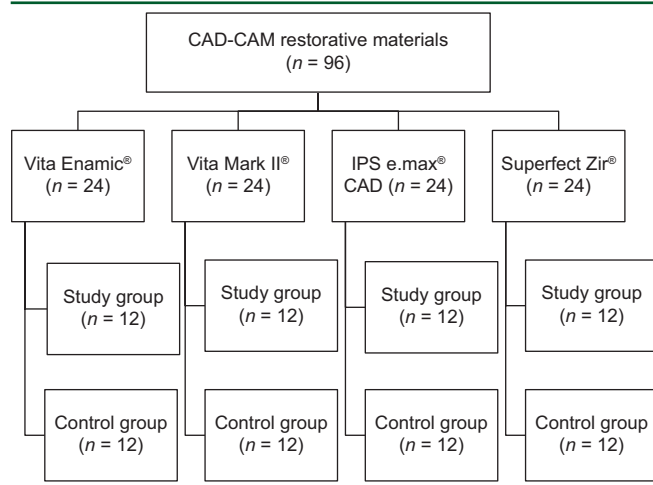 CAD-CAM restorative materials
(n = 96)
Vita Enamic®
(n = 24)
Vita Mark II®
(n = 24)
IPS e.max®
CAD (n = 24)
Superfect Zir®
(n = 24)
Study group
(n = 12)
Study group
(n = 12)
Study group
(n = 12)
Study group
(n = 12)
Control group
(n = 12)
Control group
(n = 12)
Control group
(n = 12)
Control group
(n = 12)